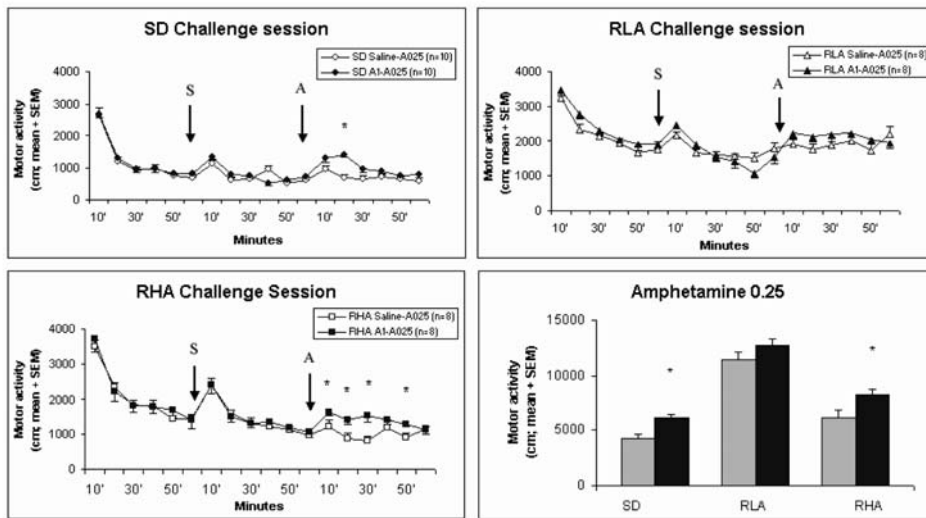 SD Challenge session
SD Saline-A025 (n=10)
SD A1-A025 (n=10)
Motor activity
(cm; mean + SEM)
4000
3000
2000
1000
0
S
A
*
10' 30' 50' 10' 30' 50' 10' 30' 50'
Minutes
RLA Challenge session
RLA Saline-A025 (n=8)
RLA A1-A025 (n=8)
Motor activity
(cm; mean + SEM)
4000
3000
2000
1000
0
S
A
10' 30' 50' 10' 30' 50' 10' 30' 50'
Minutes
RHA Challenge Session
RHA Saline-A025 (n=8)
RHA A1-A025 (n=8)
Motor activity
(cm; mean + SEM)
4000
3000
2000
1000
0
S
A
* * * *
10' 30' 50' 10' 30' 50' 10' 30' 50'
Minutes
Amphetamine 0.25
Motor activity
(cm; mean + SEM)
15000
10000
5000
0
* *
SD RLA RHA